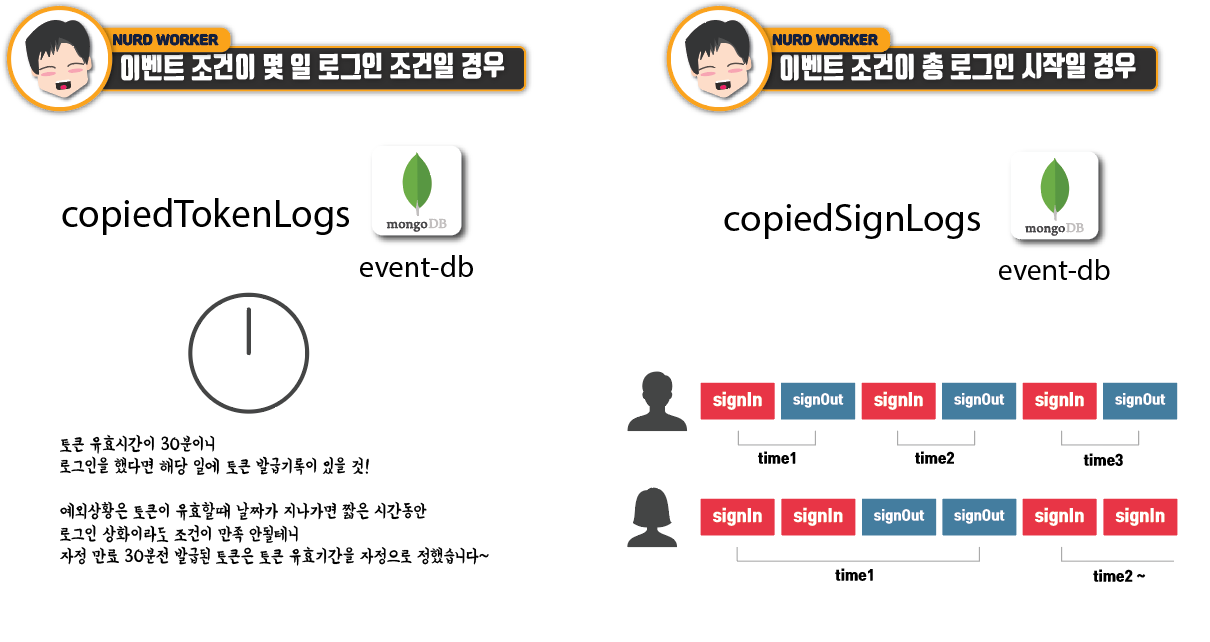 NURD WORKER
이벤트 조건이 몇 일 로그인 조건일 경우
copiedTokenLogs
mongoDB
event-db
토큰 유효시간이 30분이니
로그인을 했다면 해당 일에 토큰 발급기록이 있을 것!
예외상황은 토큰이 유효할때 날짜가 지나가면 짧은 시간동안
로그인 상화이라도 조건이 만족 안될테니
자정 만료 30분전 발급된 토큰은 토큰 유효기간을 자정으로 정했습니다~
NURD WORKER
이벤트 조건이 총 로그인 시작일 경우
copiedSignLogs
mongoDB
event-db
signIn signOut signIn signOut signIn signOut
time1 time2 time3
signIn signIn signOut signOut signIn signIn
time1 time2 ~